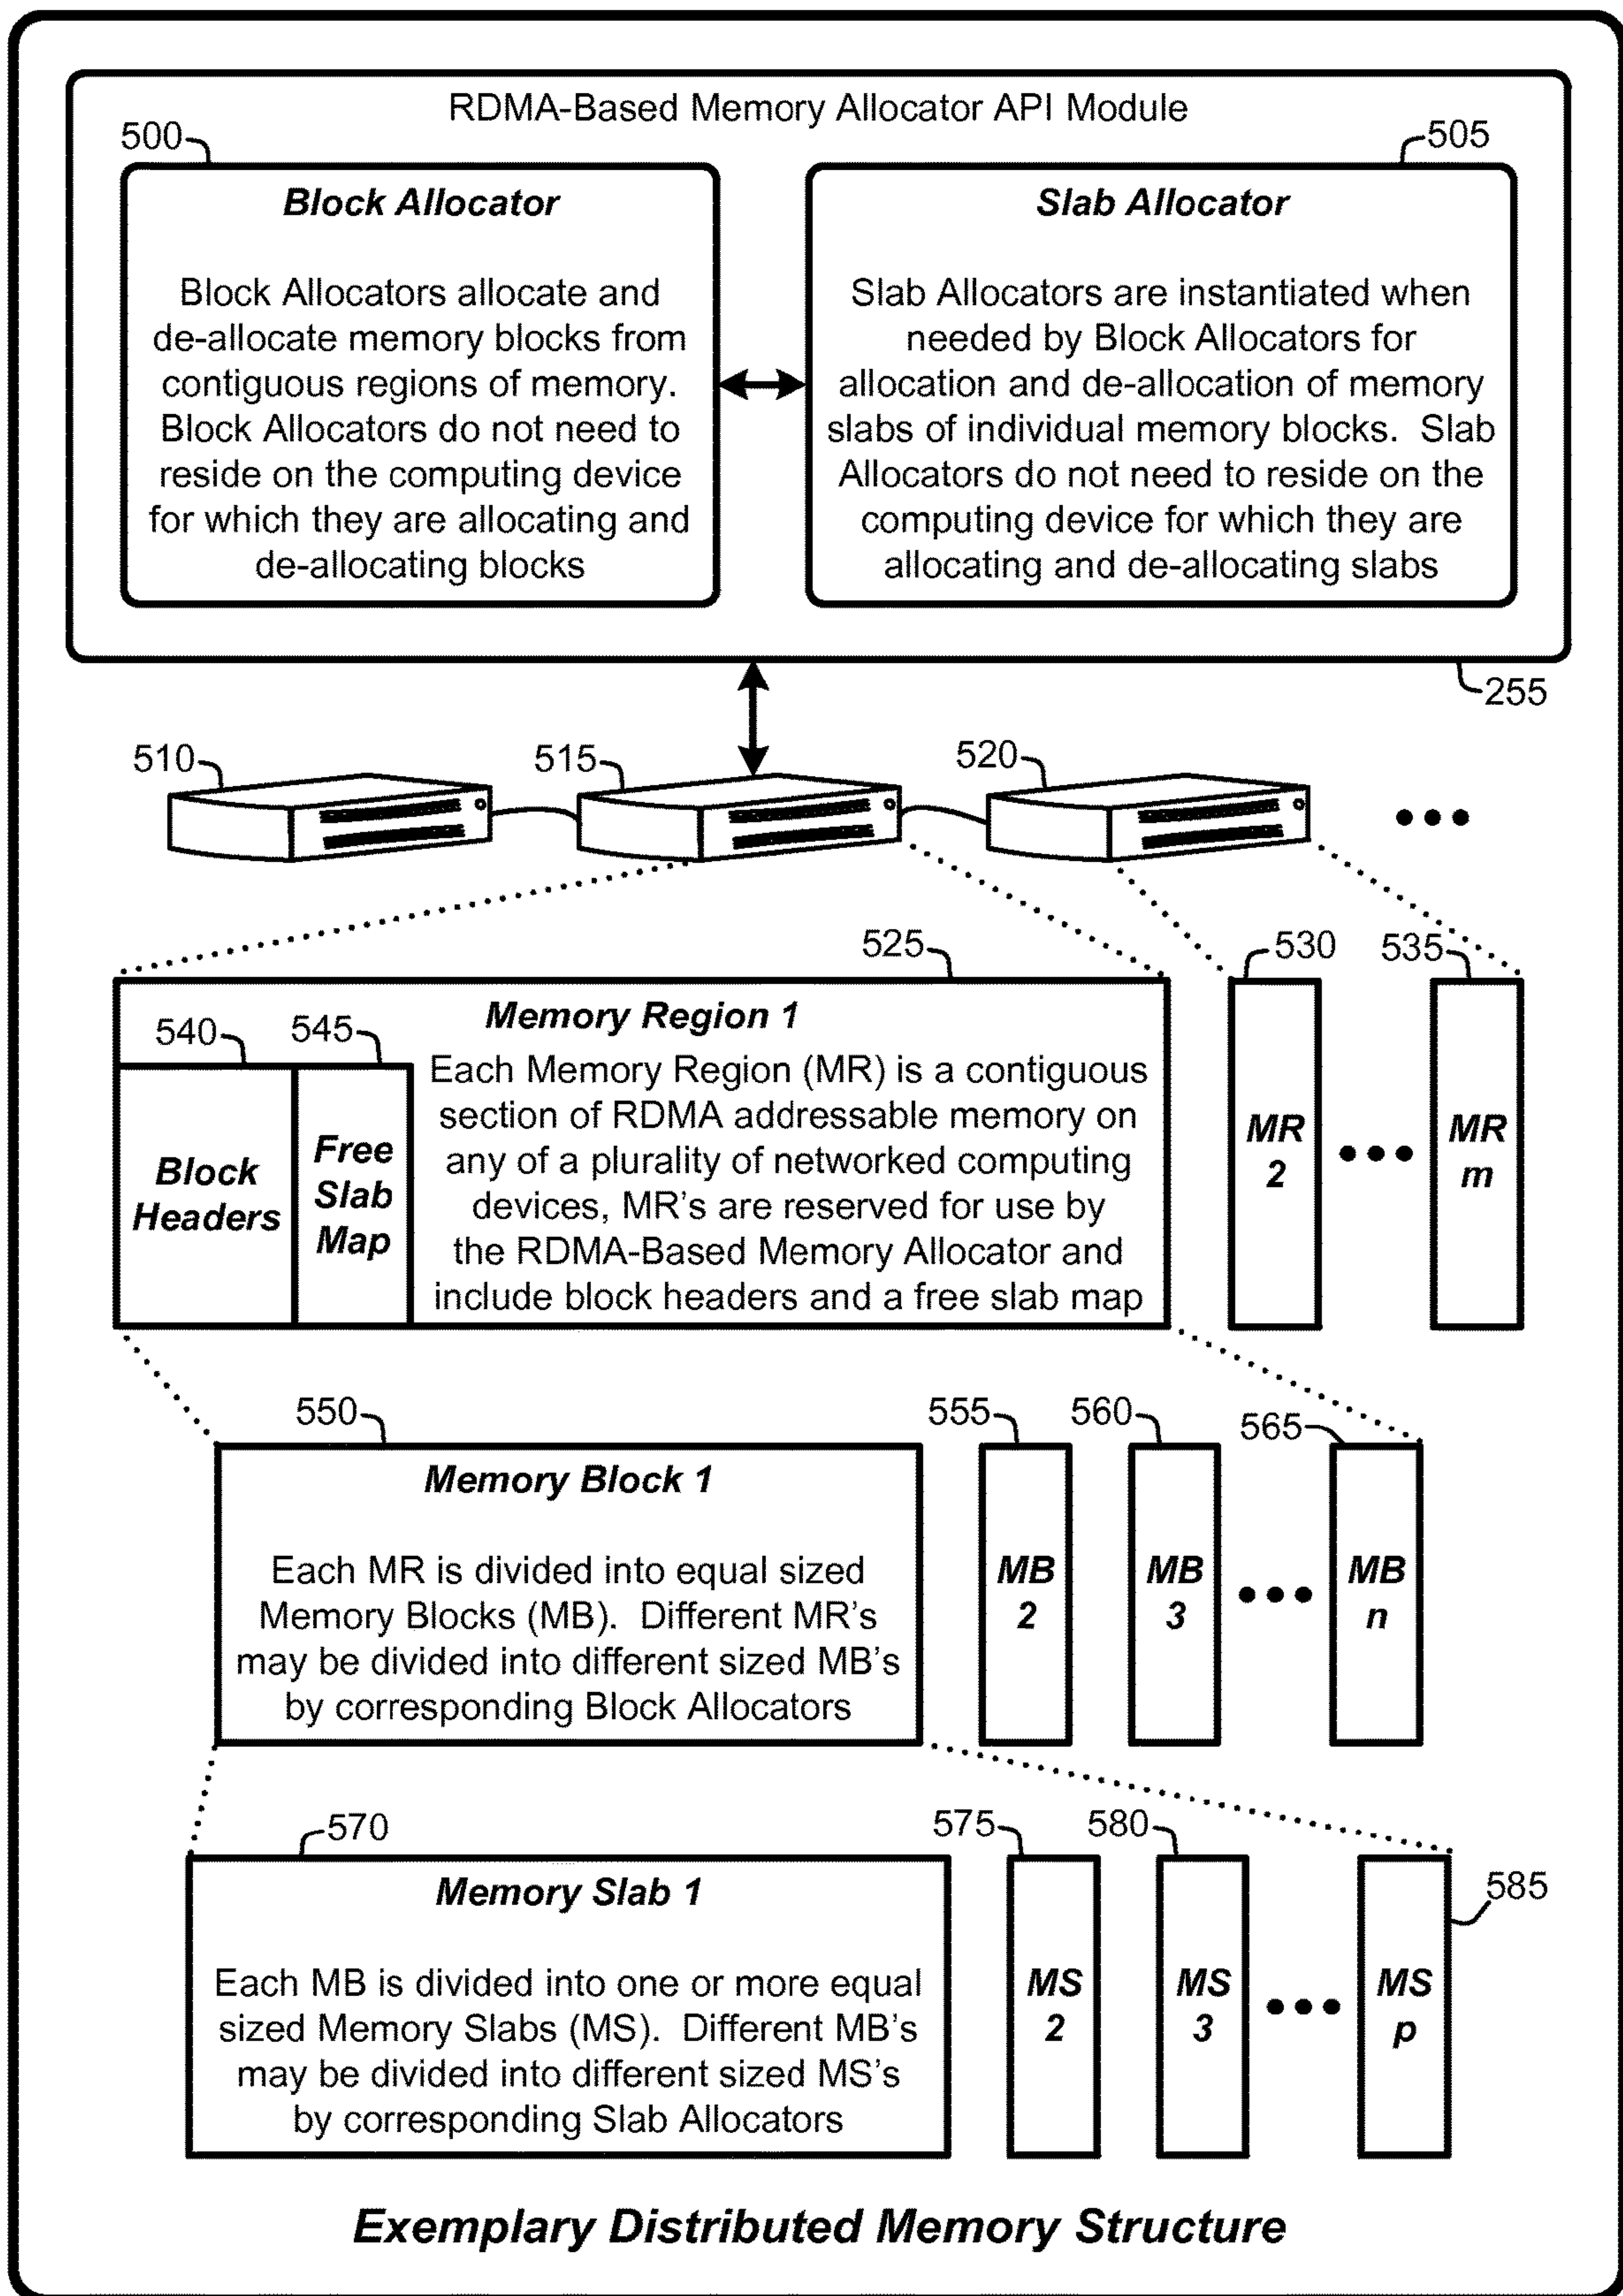 RDMA-Based Memory Allocator API Module
500
505
Block Allocator
Block Allocators allocate and
de-allocate memory blocks from
contiguous regions of memory.
Block Allocators do not need to
reside on the computing device
for which they are allocating and
de-allocating blocks
Slab Allocator
Slab Allocators are instantiated when
needed by Block Allocators for
allocation and de-allocation of memory
slabs of individual memory blocks.  Slab
Allocators do not need to reside on the
computing device for which they are
allocating and de-allocating slabs
255
510
515
520
525
530
535
Memory Region 1
540
545
Block
Headers
Free
Slab
Map
Each Memory Region (MR) is a contiguous
section of RDMA addressable memory on
any of a plurality of networked computing
devices, MR's are reserved for use by
the RDMA-Based Memory Allocator and
include block headers and a free slab map
MR
2
MR
m
550
555
560
565
Memory Block 1
Each MR is divided into equal sized
Memory Blocks (MB).  Different MR's
may be divided into different sized MB's
by corresponding Block Allocators
MB
2
MB
3
MB
n
570
575
580
585
Memory Slab 1
Each MB is divided into one or more equal
sized Memory Slabs (MS).  Different MB's
may be divided into different sized MS's
by corresponding Slab Allocators
MS
2
MS
3
MS
p
Exemplary Distributed Memory Structure